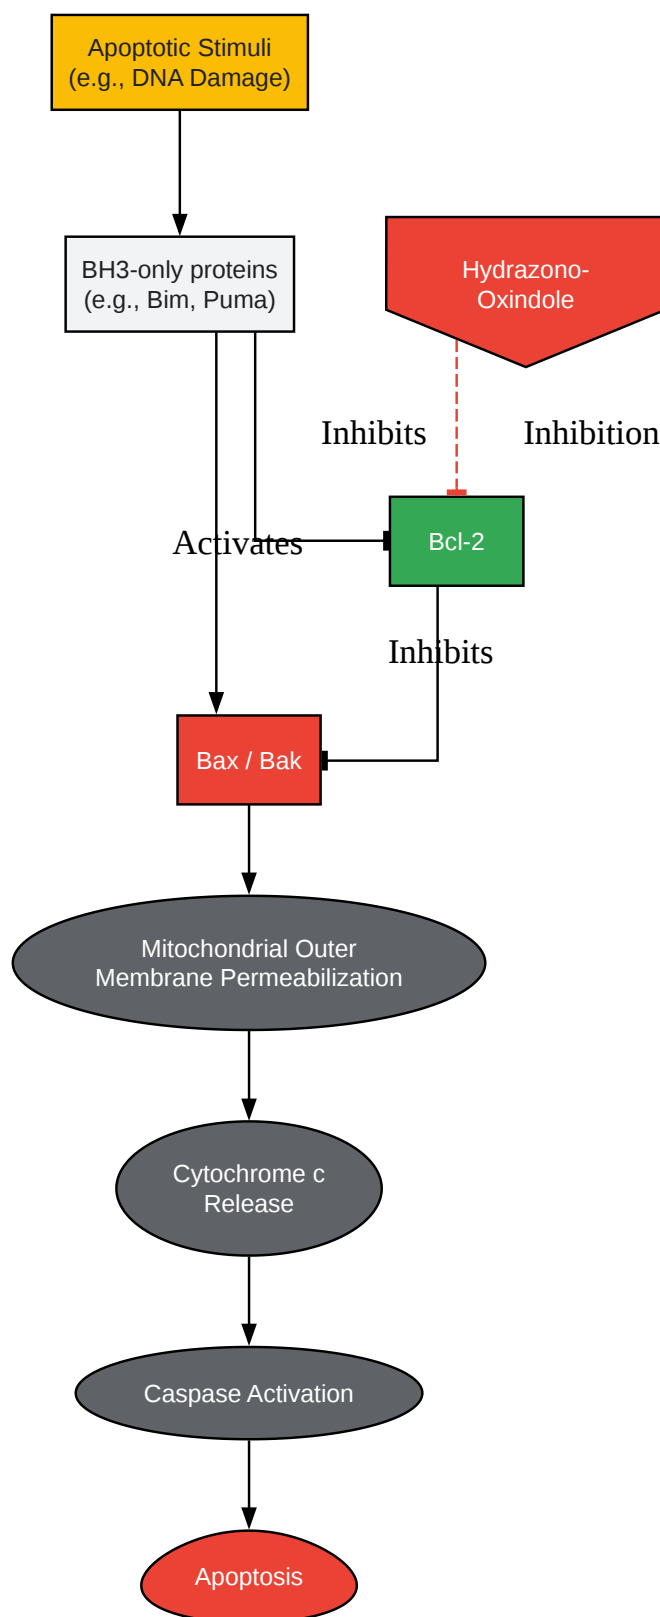 Apoptotic Stimuli
(e.g., DNA Damage)
BH3-only proteins
(e.g., Bim, Puma)
Hydrazono-
Oxindole
Inhibits
Inhibition
Activates
Bcl-2
Inhibits
Bax / Bak
Mitochondrial Outer
Membrane Permeabilization
Cytochrome c
Release
Caspase Activation
Apoptosis